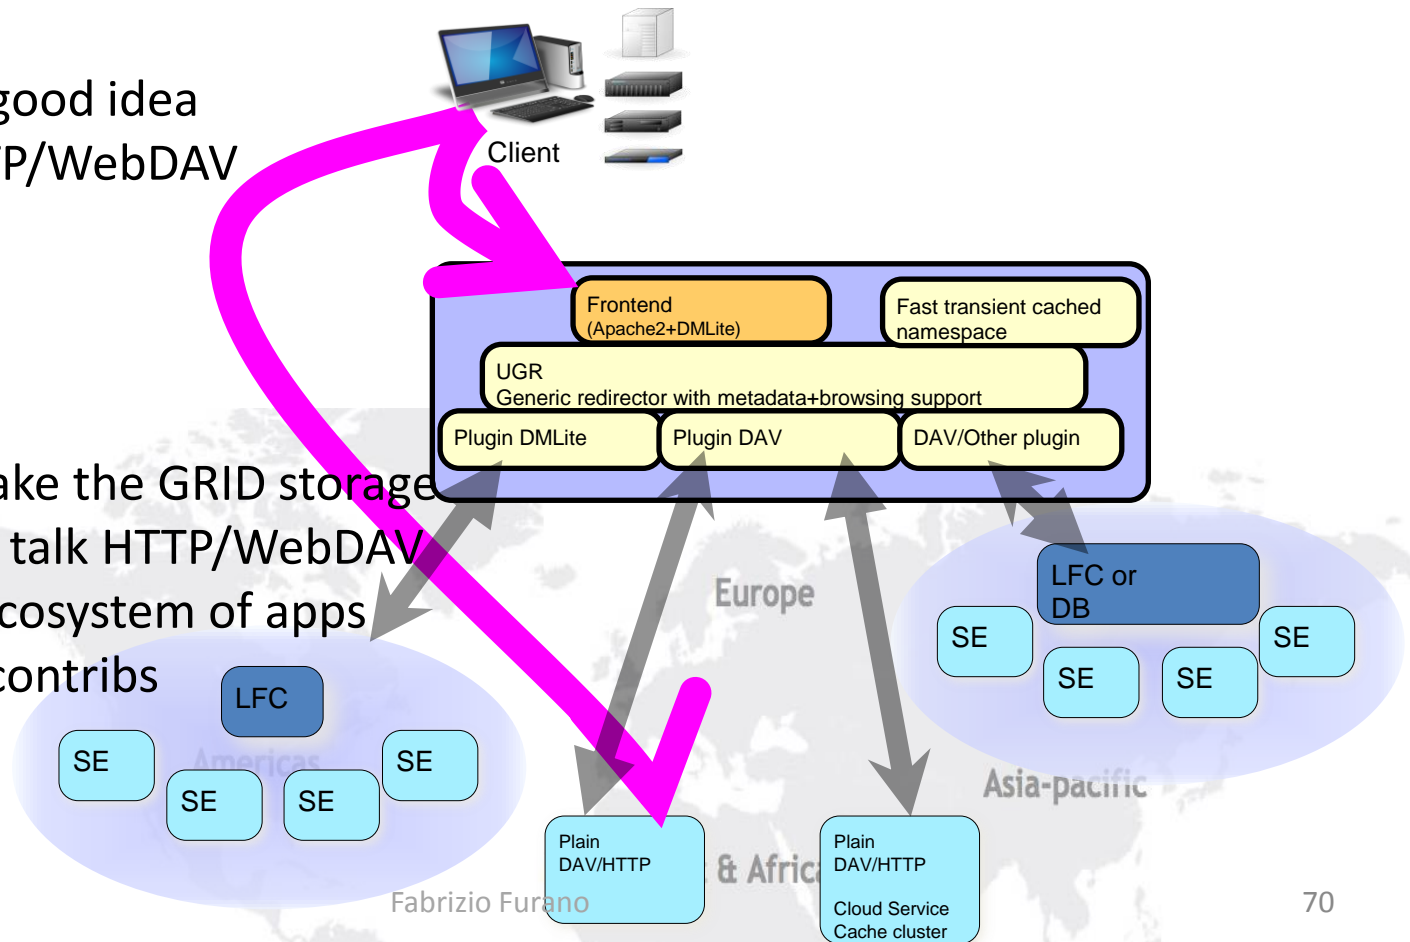 good idea
TP/WebDAV
Client
Frontend
(Apache2+DMLite)
Fast transient cached
namespace
UGR
Generic redirector with metadata+browsing support
Plugin DMLite
Plugin DAV
DAV/Other plugin
ake the GRID storage
talk HTTP/WebDAV
cosystem of apps
contribs
Europe
LFC or
DB
SE
SE
SE
SE
LFC
SE
SE
SE
SE
Americas
Asia-pacific
Plain
DAV/HTTP
& Africa
Plain
DAV/HTTP
Cloud Service
Cache cluster
Fabrizio Furano
70